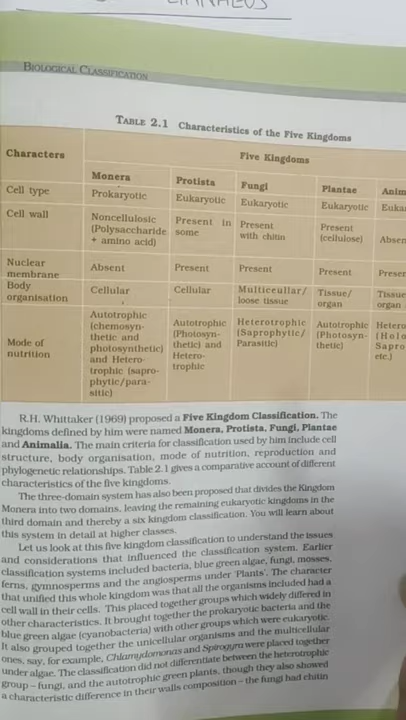 LINNAEUS
BIOLOGICAL CLASSIFICATION
TABLE 2.1 Characteristics of the Five Kingdoms
Characters
Five Kingdoms
Monera
Protista
Fungi
Plantae
Anim
Cell type
Prokaryotic
Eukaryotic
Eukaryotic
Eukaryotic
Euka
Cell wall
Noncellulosic
(Polysaccharide
+ amino acid)
Present in
some
Present
with chitin
Present
(cellulose)
Absen
Nuclear
membrane
Absent
Present
Present
Present
Presen
Body
organisation
Cellular
Cellular
Multiceullar/
loose tissue
Tissue/
organ
Tissue
organ
Mode of
nutrition
Autotrophic
(chemosyn-
thetic and
photosynthetic)
and Hetero-
trophic (sapro-
phytic/para-
sitic)
Autotrophic
(Photosyn-
thetic) and
Hetero-
trophic
Heterotrophic
(Saprophytic/
Parasitic)
Autotrophic
(Photosyn-
thetic)
Hetero
(Holo
Sapro
etc.)
R.H. Whittaker (1969) proposed a Five Kingdom Classification. The
kingdoms defined by him were named Monera, Protista, Fungi, Plantae
and Animalia. The main criteria for classification used by him include cell
structure, body organisation, mode of nutrition, reproduction and
phylogenetic relationships. Table 2.1 gives a comparative account of different
characteristics of the five kingdoms.
The three-domain system has also been proposed that divides the Kingdom
Monera into two domains, leaving the remaining eukaryotic kingdoms in the
third domain and thereby a six kingdom classification. You will learn about
this system in detail at higher classes.
Let us look at this five kingdom classification to understand the issues
and considerations that influenced the classification system. Earlier
classification systems included bacteria, blue green algae, fungi, mosses,
ferns, gymnosperms and the angiosperms under 'Plants'. The character
that unified this whole kingdom was that all the organisms included had a
cell wall in their cells. This placed together groups which widely differed in
other characteristics. It brought together the prokaryotic bacteria and the
blue green algae (cyanobacteria) with other groups which were eukaryotic.
It also grouped together the unicellular organisms and the multicellular
ones, say, for example, Chlamydomonas and Spirogyra were placed together
under algae. The classification did not differentiate between the heterotrophic
group – fungi, and the autotrophic green plants, though they also showed
a characteristic difference in their walls composition – the fungi had chitin